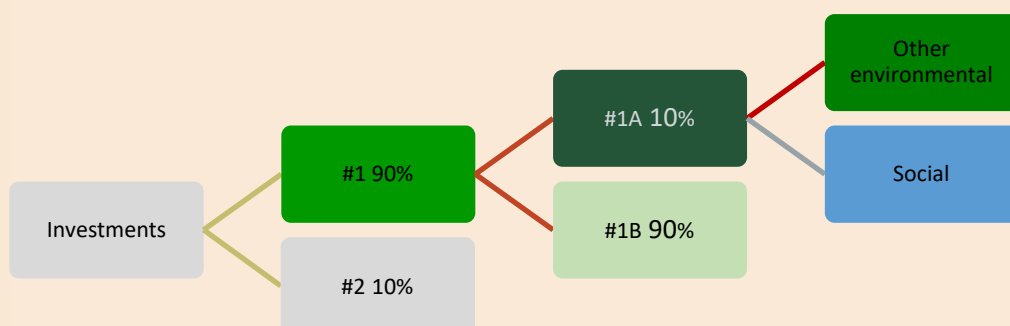 Other
environmental
#1A 10%
#1 90%
Social
Investments
#1B 90%
#2 10%